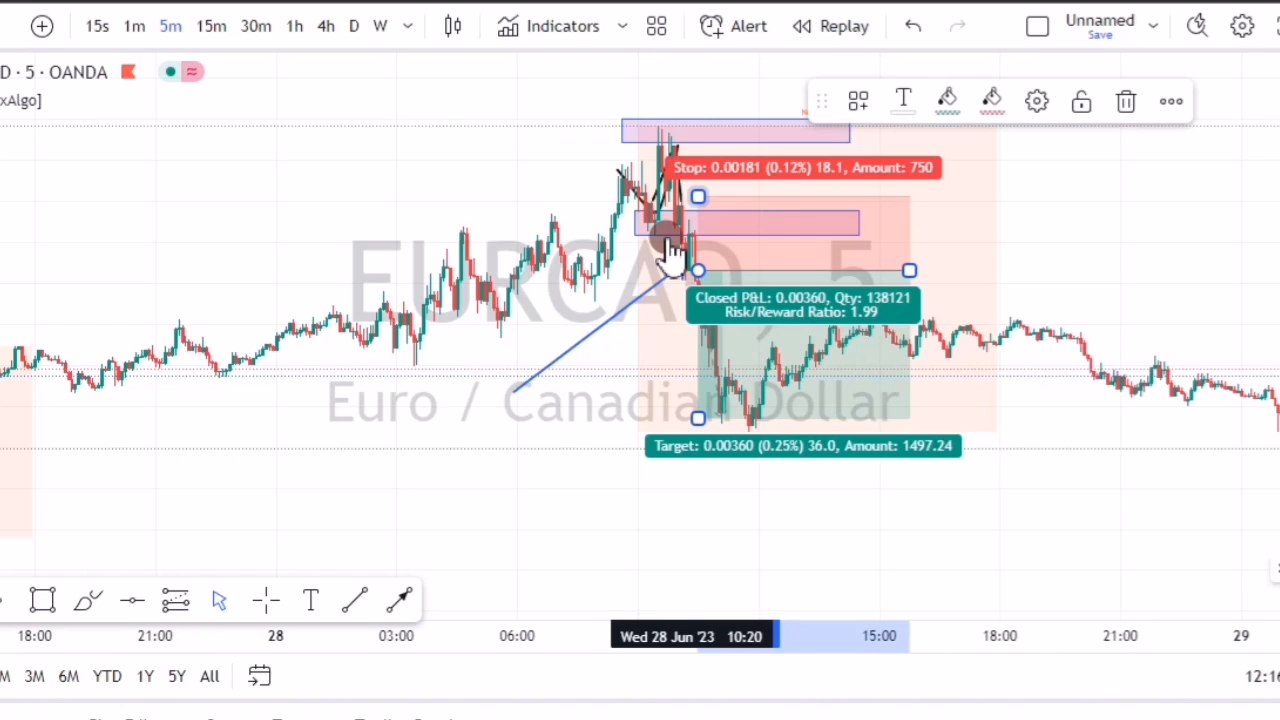 15s 1m 5m 15m 30m 1h 4h D W Indicators Alert Replay Unnamed
Save
D · 5 · OANDA
xAlgo]
Stop: 0.00181 (0.12%) 18.1, Amount: 750
EURCAD, 5
Closed P&L: 0.00360, Qty: 138121
Risk/Reward Ratio: 1.99
Euro / Canadian Dollar
Target: 0.00360 (0.25%) 36.0, Amount: 1497.24
18:00 21:00 28 03:00 06:00 Wed 28 Jun '23 10:20 15:00 18:00 21:00 29
M 3M 6M YTD 1Y 5Y All 12:16